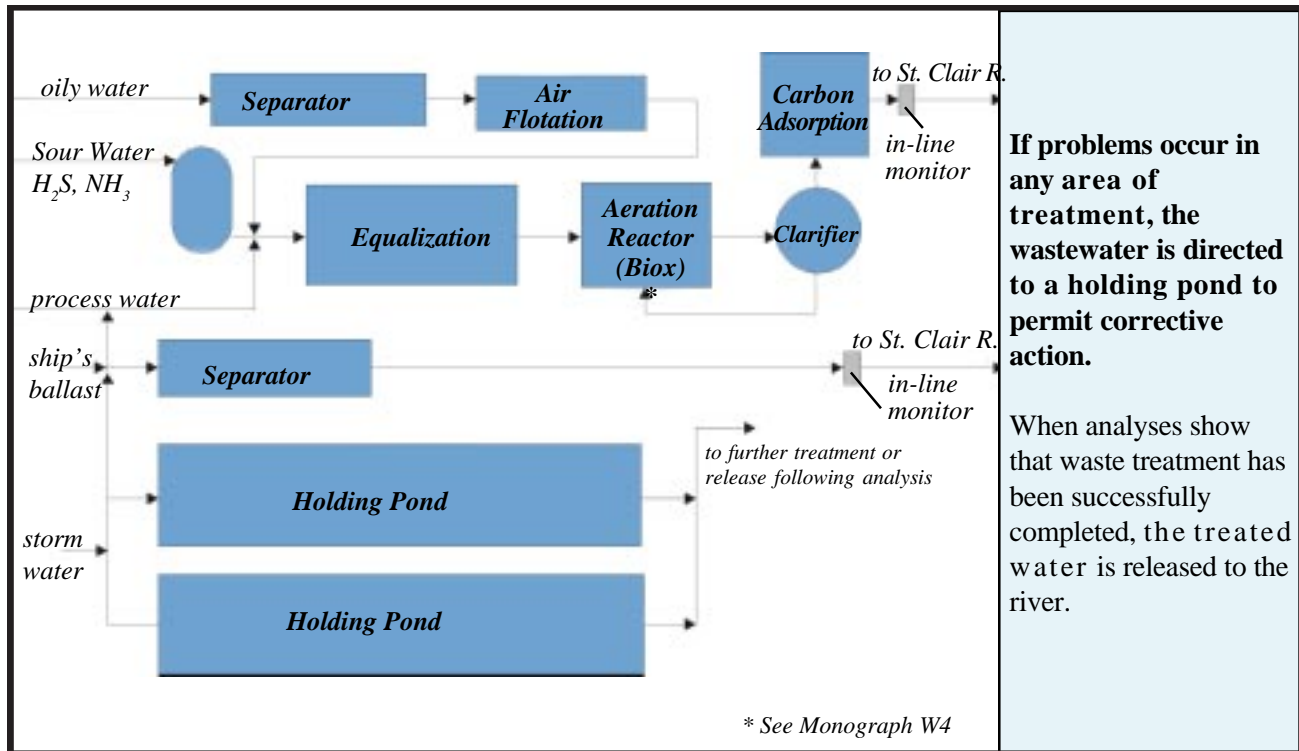 oily water
Separator
Air
Flotation
Carbon
Adsorption
to St. Clair R.
in-line
monitor
Sour Water
H₂S, NH₃
Equalization
Aeration
Reactor
(Biox)
*
Clarifier
process water
ship's
ballast
Separator
to St. Clair R.
in-line
monitor
Holding Pond
to further treatment or
release following analysis
storm
water
Holding Pond
* See Monograph W4
If problems occur in
any area of
treatment, the
wastewater is directed
to a holding pond to
permit corrective
action.
When analyses show
that waste treatment has
been successfully
completed, the treated
water is released to the
river.